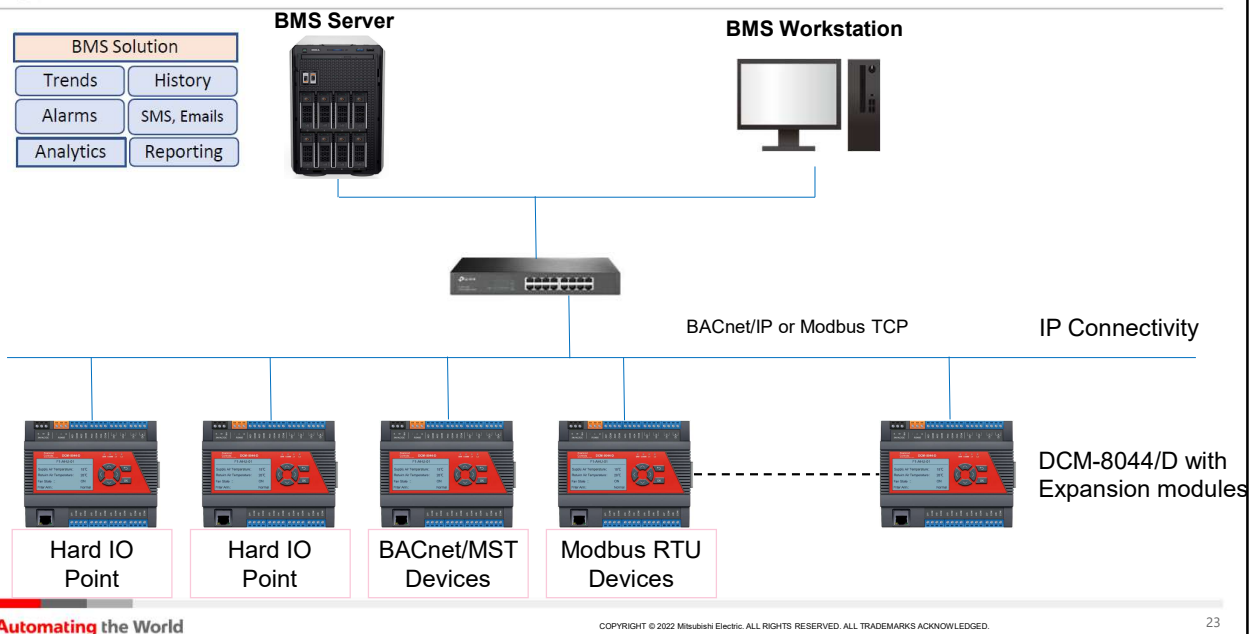 BMS Server
BMS Workstation
BMS Solution
Trends
History
Alarms
SMS, Emails
Analytics
Reporting
BACnet/IP or Modbus TCP
IP Connectivity
DCM-8044/D with
Expansion modules
Hard IO
Point
Hard IO
Point
BACnet/MST
Devices
Modbus RTU
Devices
Automating the World
COPYRIGHT © 2022 Mitsubishi Electric. ALL RIGHTS RESERVED. ALL TRADEMARKS ACKNOWLEDGED.
23